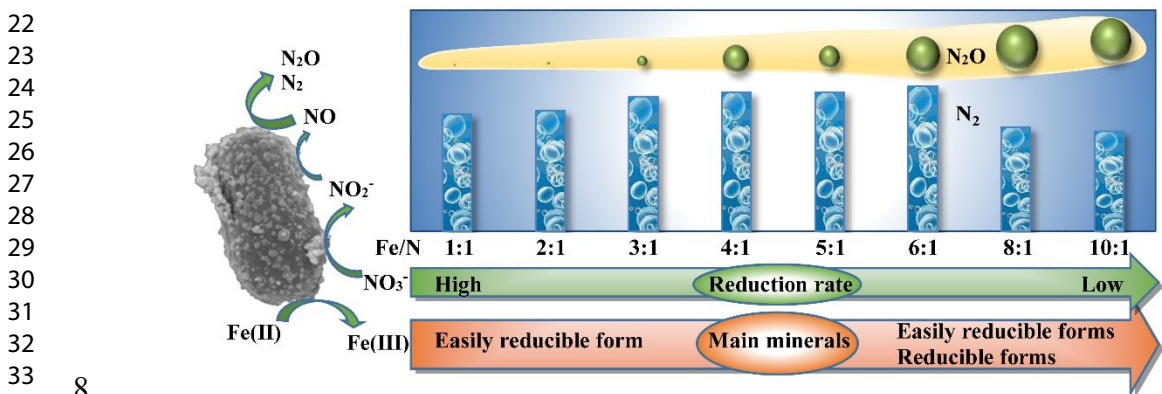 22
23
24
25
26
27
28
29
30
31
32
33
8
N₂O
N₂
NO
NO₂⁻
NO₃⁻
Fe(II)
Fe(III)
N₂O
N₂
Fe/N 1:1 2:1 3:1 4:1 5:1 6:1 8:1 10:1
High Reduction rate Low
Easily reducible form Main minerals Easily reducible forms
Reducible forms